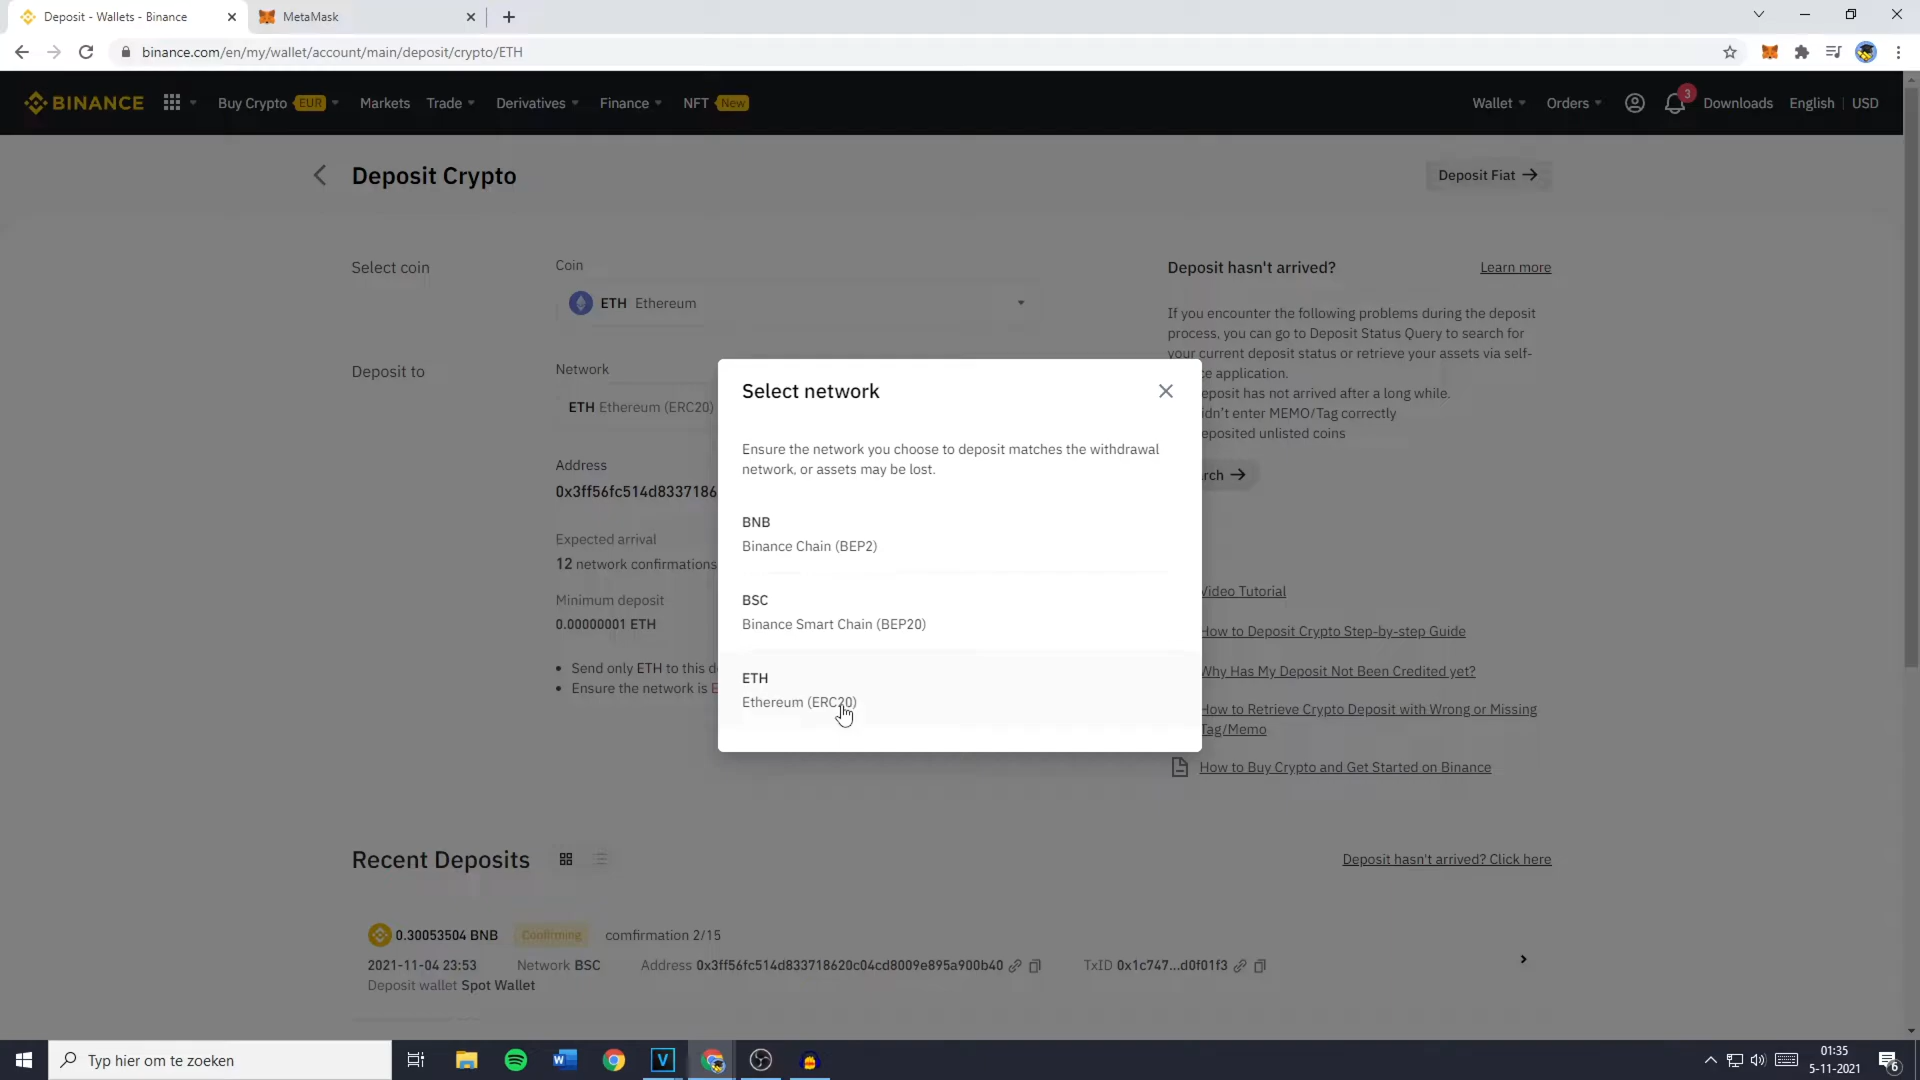 Deposit - Wallets - Binance
MetaMask
binance.com/en/my/wallet/account/main/deposit/crypto/ETH
BINANCE
Buy Crypto EUR
Markets
Trade
Derivatives
Finance
NFT New
Wallet
Orders
3
Downloads
English
USD
Deposit Crypto
Deposit Fiat
Select coin
Coin
ETH Ethereum
Deposit to
Network
ETH Ethereum (ERC20)
Address
0x3ff56fc514d8337186
Expected arrival
12 network confirmations
Minimum deposit
0.00000001 ETH
Send only ETH to this
Ensure the network is
Deposit hasn't arrived?
Learn more
If you encounter the following problems during the deposit
process, you can go to Deposit Status Query to search for
your current deposit status or retrieve your assets via self-
application.
has not arrived after a long while.
enter MEMO/Tag correctly
unlisted coins
Select network
Ensure the network you choose to deposit matches the withdrawal
network, or assets may be lost.
BNB
Binance Chain (BEP2)
BSC
Binance Smart Chain (BEP20)
ETH
Ethereum (ERC20)
Video Tutorial
How to Deposit Crypto Step-by-step Guide
Why Has My Deposit Not Been Credited yet?
How to Retrieve Crypto Deposit with Wrong or Missing
Tag/Memo
How to Buy Crypto and Get Started on Binance
Recent Deposits
Deposit hasn't arrived? Click here
0.30053504 BNB
Confirming
comfirmation 2/15
2021-11-04 23:53
Network BSC
Address 0x3ff56fc514d833718620c04cd8009e895a900b40
TxID 0x1c747...d0f01f3
Deposit wallet Spot Wallet
Typ hier om te zoeken
01:35
5-11-2021
6